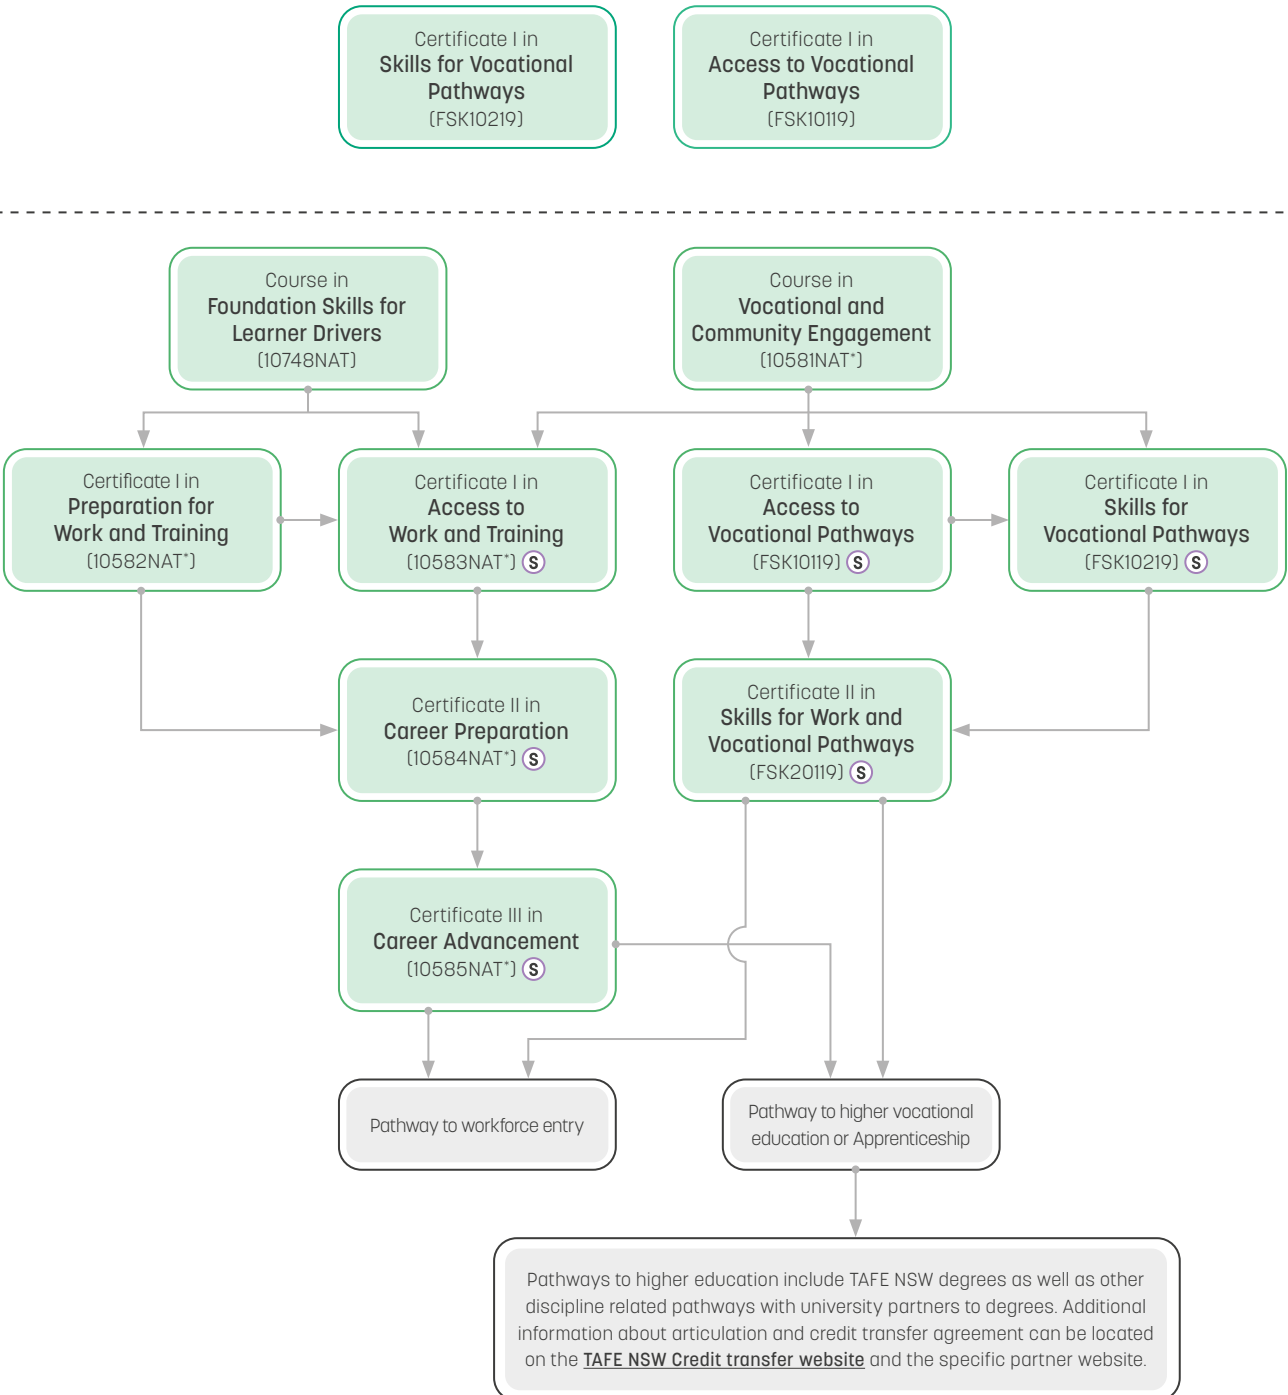 Certificate I in
Skills for Vocational
Pathways
(FSK10219)
Certificate I in
Access to Vocational
Pathways
(FSK10119)
Course in
Foundation Skills for
Learner Drivers
(10748NAT)
Course in
Vocational and
Community Engagement
(10581NAT*)
Certificate I in
Preparation for
Work and Training
(10582NAT*)
Certificate I in
Access to
Work and Training
(10583NAT*) S
Certificate I in
Access to
Vocational Pathways
(FSK10119) S
Certificate I in
Skills for
Vocational Pathways
(FSK10219) S
Certificate II in
Career Preparation
(10584NAT*) S
Certificate II in
Skills for Work and
Vocational Pathways
(FSK20119) S
Certificate III in
Career Advancement
(10585NAT*) S
Pathway to workforce entry
Pathway to higher vocational
education or Apprenticeship
Pathways to higher education include TAFE NSW degrees as well as other
discipline related pathways with university partners to degrees. Additional
information about articulation and credit transfer agreement can be located
on the TAFE NSW Credit transfer website and the specific partner website.